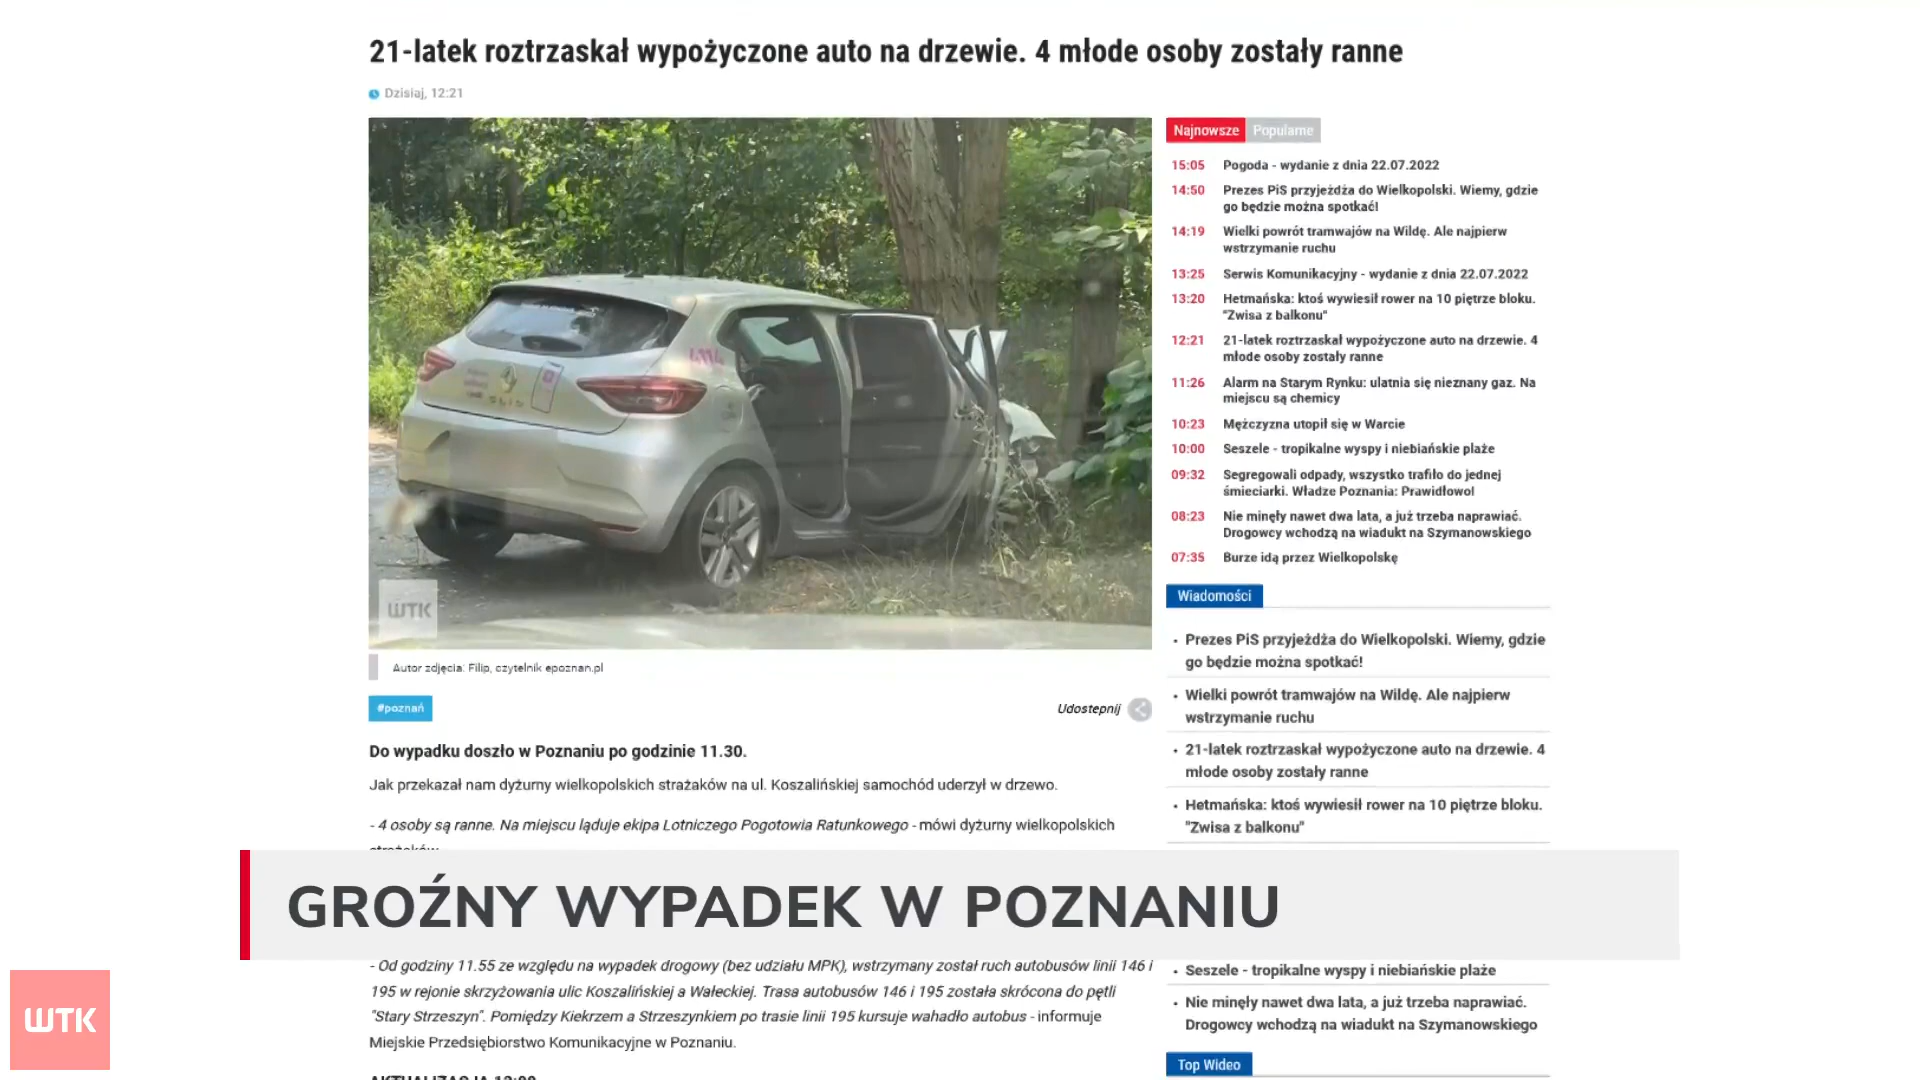 21-latek roztrzaskał wypożyczone auto na drzewie. 4 młode osoby zostały ranne
Dzisiaj, 12:21
4114
CLIO
WTK
Autor zdjęcia: Filip, czytelnik epoznan.pl
#poznań
Udostepnij
Do wypadku doszło w Poznaniu po godzinie 11.30.
Jak przekazał nam dyżurny wielkopolskich strażaków na ul. Koszalińskiej samochód uderzył w drzewo.
- 4 osoby są ranne. Na miejscu ląduje ekipa Lotniczego Pogotowia Ratunkowego - mówi dyżurny wielkopolskich
strażaków.
Najnowsze Popularne
15:05 Pogoda - wydanie z dnia 22.07.2022
14:50 Prezes PiS przyjeżdża do Wielkopolski. Wiemy, gdzie
go będzie można spotkać!
14:19 Wielki powrót tramwajów na Wildę. Ale najpierw
wstrzymanie ruchu
13:25 Serwis Komunikacyjny - wydanie z dnia 22.07.2022
13:20 Hetmańska: ktoś wywiesił rower na 10 piętrze bloku.
"Zwisa z balkonu"
12:21 21-latek roztrzaskał wypożyczone auto na drzewie. 4
młode osoby zostały ranne
11:26 Alarm na Starym Rynku: ulatnia się nieznany gaz. Na
miejscu są chemicy
10:23 Mężczyzna utopił się w Warcie
10:00 Seszele - tropikalne wyspy i niebiańskie plaże
09:32 Segregowali odpady, wszystko trafiło do jednej
śmieciarki. Władze Poznania: Prawidłowo!
08:23 Nie minęły nawet dwa lata, a już trzeba naprawiać.
Drogowcy wchodzą na wiadukt na Szymanowskiego
07:35 Burze idą przez Wielkopolskę
Wiadomości
Prezes PiS przyjeżdża do Wielkopolski. Wiemy, gdzie
go będzie można spotkać!
Wielki powrót tramwajów na Wildę. Ale najpierw
wstrzymanie ruchu
21-latek roztrzaskał wypożyczone auto na drzewie. 4
młode osoby zostały ranne
Hetmańska: ktoś wywiesił rower na 10 piętrze bloku.
"Zwisa z balkonu"
GROŹNY WYPADEK W POZNANIU
- Od godziny 11.55 ze względu na wypadek drogowy (bez udziału MPK), wstrzymany został ruch autobusów linii 146 i
195 w rejonie skrzyżowania ulic Koszalińskiej a Wałeckiej. Trasa autobusów 146 i 195 została skrócona do pętli
"Stary Strzeszyn". Pomiędzy Kiekrzem a Strzeszynkiem po trasie linii 195 kursuje wahadło autobus - informuje
Miejskie Przedsiębiorstwo Komunikacyjne w Poznaniu.
AKTUALIZACJA 12:00
Seszele - tropikalne wyspy i niebiańskie plaże
Nie minęły nawet dwa lata, a już trzeba naprawiać.
Drogowcy wchodzą na wiadukt na Szymanowskiego
Top Wideo
WTK